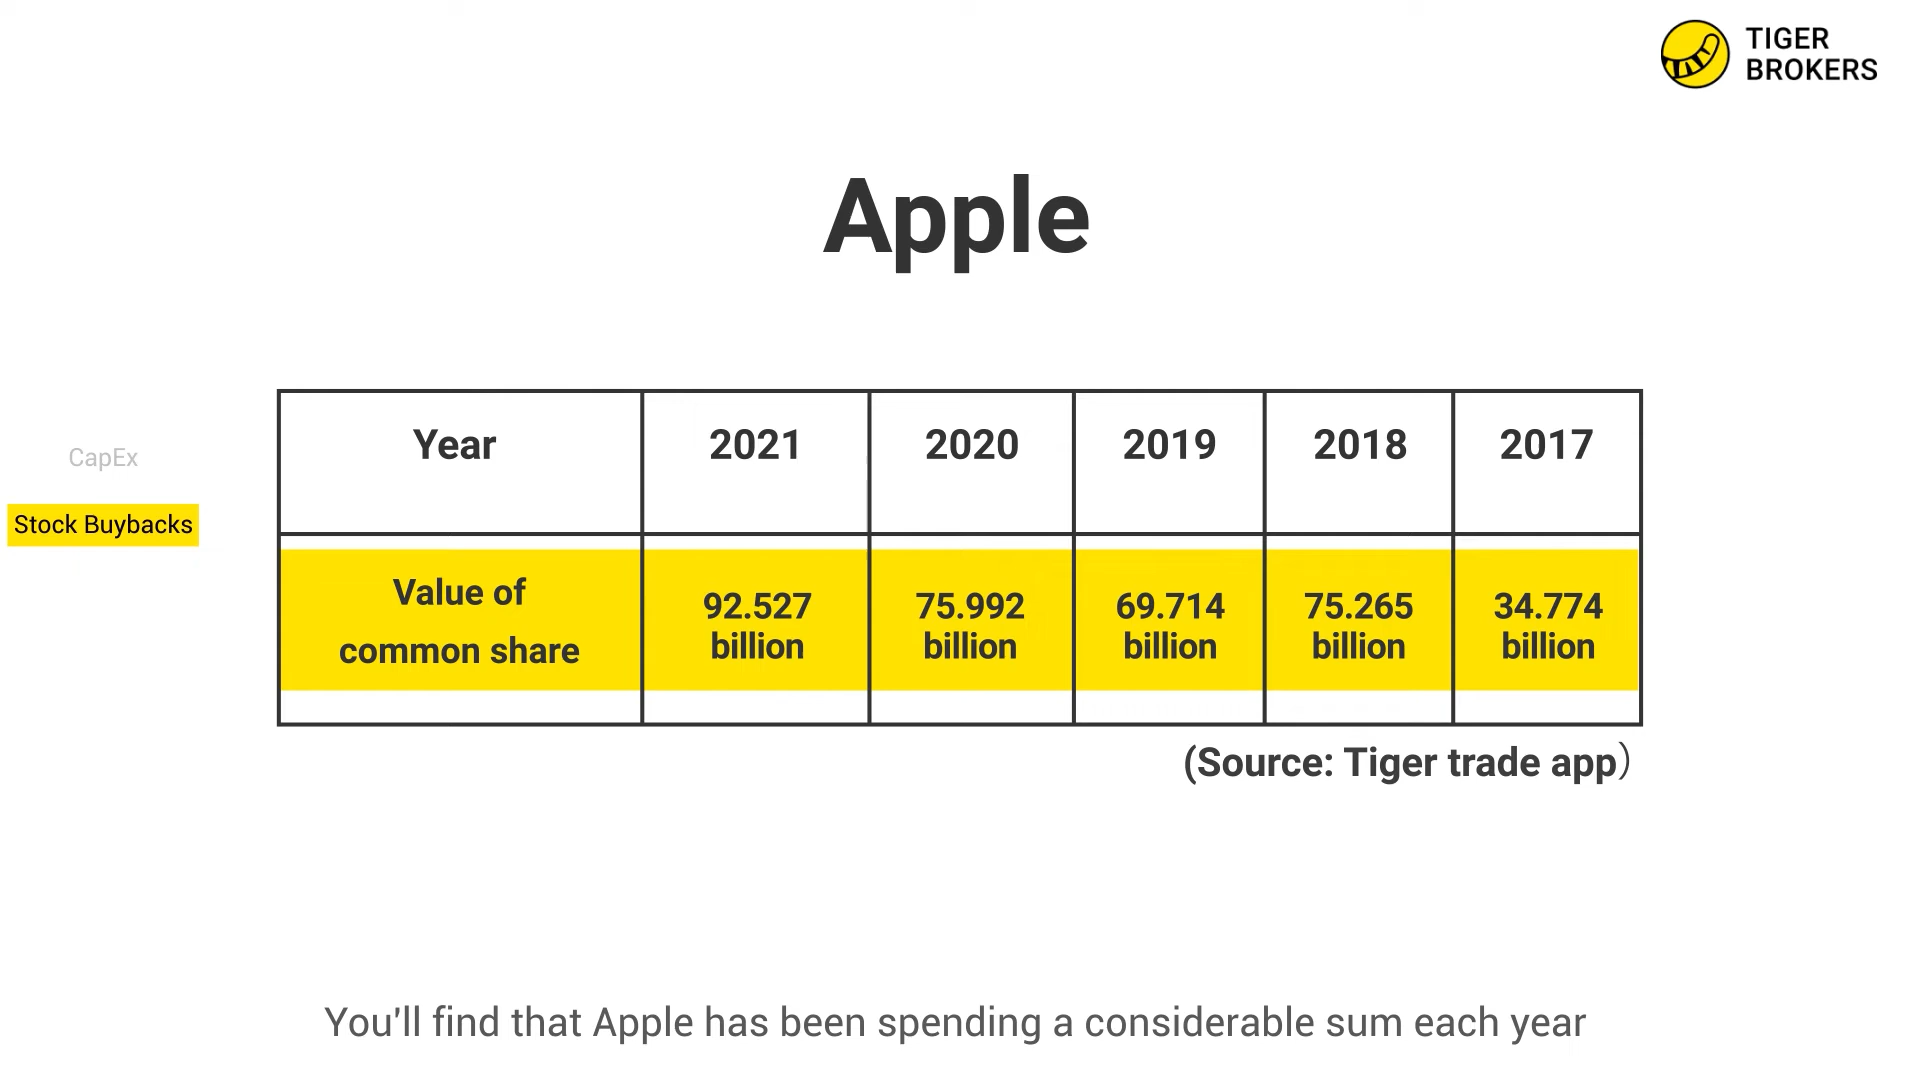 TIGER
BROKERS
Apple
CapEx
Stock Buybacks
Year 2021 2020 2019 2018 2017
Value of
common share
92.527 75.992 69.714 75.265 34.774
billion billion billion billion billion
(Source: Tiger trade app）
You'll find that Apple has been spending a considerable sum each year